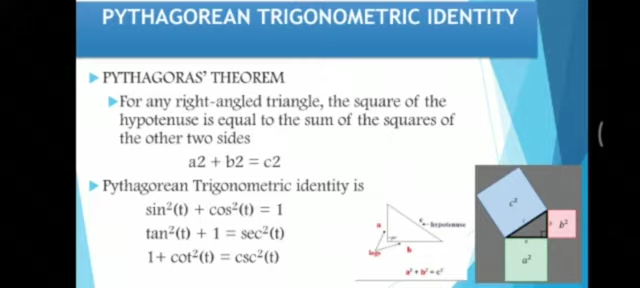 PYTHAGOREAN TRIGONOMETRIC IDENTITY
PYTHAGORAS' THEOREM
For any right-angled triangle, the square of the
hypotenuse is equal to the sum of the squares of
the other two sides
a2 + b2 = c2
Pythagorean Trigonometric identity is
sin²(t) + cos²(t) = 1
tan²(t) + 1 = sec²(t)
1+ cot²(t) = csc²(t)
a
c
hypotenuse
legs
b
a² + b² = c²
c²
b²
a²